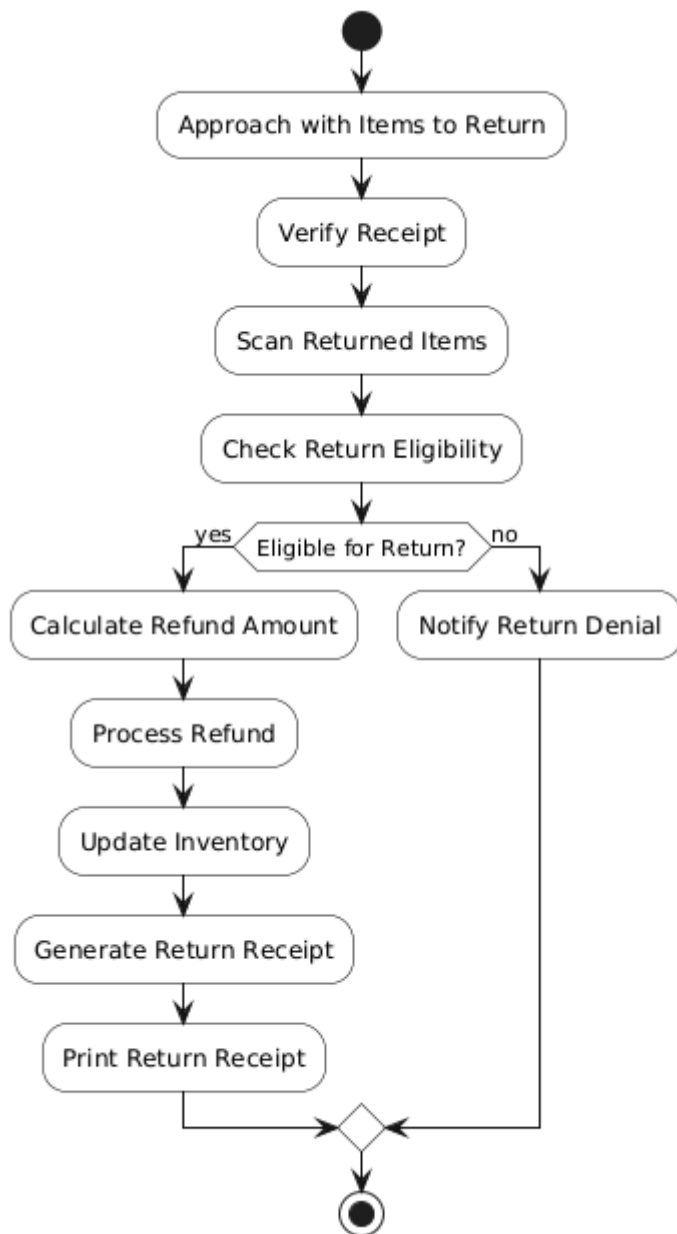 Approach with Items to Return
Verify Receipt
Scan Returned Items
Check Return Eligibility
yes
Eligible for Return?
no
Calculate Refund Amount
Notify Return Denial
Process Refund
Update Inventory
Generate Return Receipt
Print Return Receipt